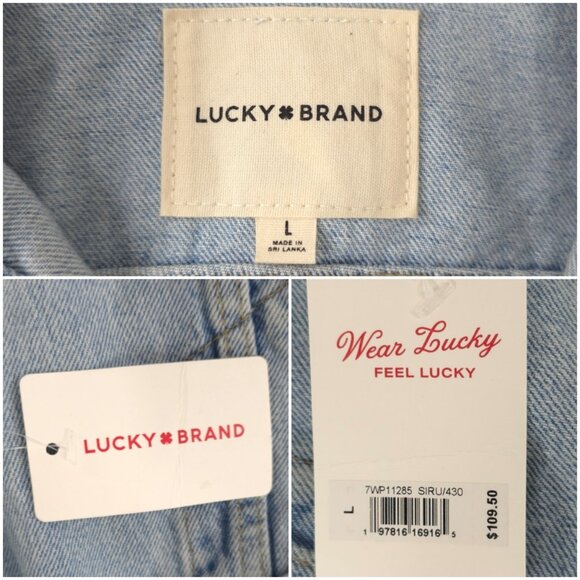 LUCKY BRAND
L
MADE IN
SRI LANKA
LUCKY BRAND
Wear Lucky
FEEL LUCKY
7WP11285 SIRU/430
L
1 97816 16916 5
$109.50